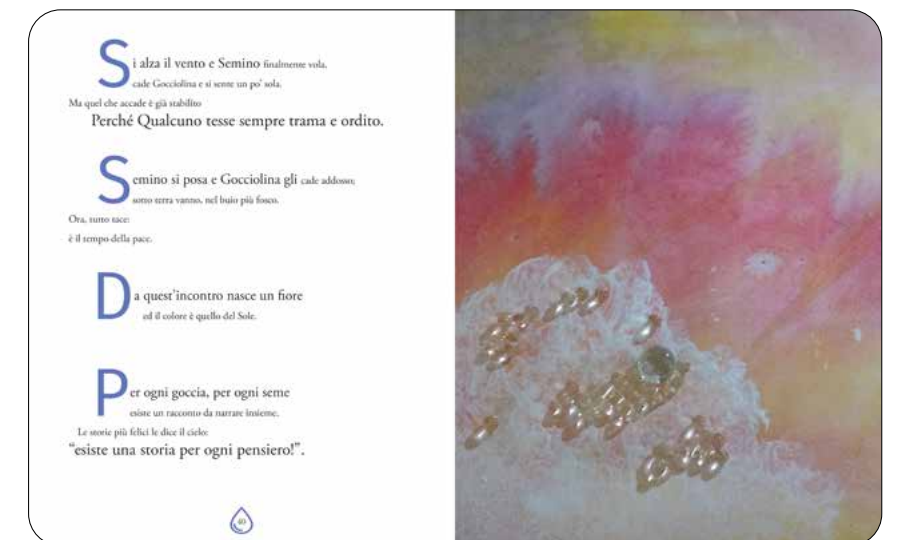 Si alza il vento e Semino finalmente vola,
cade Gocciolina e si sente un po' sola.
Ma quel che accade è già stabilito
Perché Qualcuno tesse sempre trama e ordito.
Semino si posa e Gocciolina gli cade addosso;
sotto terra vanno, nel buio più fosco.
Ora, tutto tace:
è il tempo della pace.
Da quest'incontro nasce un fiore
ed il colore è quello del Sole.
Per ogni goccia, per ogni seme
esiste un racconto da narrare insieme.
Le storie più felici le dice il cielo:
“esiste una storia per ogni pensiero!”.
40